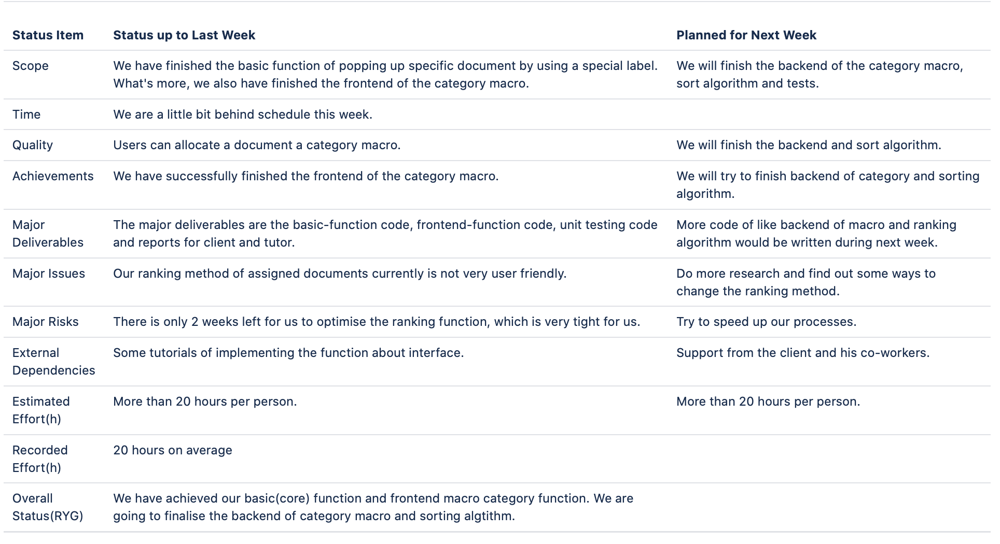 Status Item Status up to Last Week Planned for Next Week
Scope We have finished the basic function of popping up specific document by using a special label. We will finish the backend of the category macro,
What's more, we also have finished the frontend of the category macro. sort algorithm and tests.
Time We are a little bit behind schedule this week.
Quality Users can allocate a document a category macro. We will finish the backend and sort algorithm.
Achievements We have successfully finished the frontend of the category macro. We will try to finish backend of category and sorting
algorithm.
Major The major deliverables are the basic-function code, frontend-function code, unit testing code More code of like backend of macro and ranking
Deliverables and reports for client and tutor. algorithm would be written during next week.
Major Issues Our ranking method of assigned documents currently is not very user friendly. Do more research and find out some ways to
change the ranking method.
Major Risks There is only 2 weeks left for us to optimise the ranking function, which is very tight for us. Try to speed up our processes.
External Some tutorials of implementing the function about interface. Support from the client and his co-workers.
Dependencies
Estimated More than 20 hours per person. More than 20 hours per person.
Effort(h)
Recorded 20 hours on average
Effort(h)
Overall We have achieved our basic(core) function and frontend macro category function. We are
Status(RYG) going to finalise the backend of category macro and sorting algtithm.